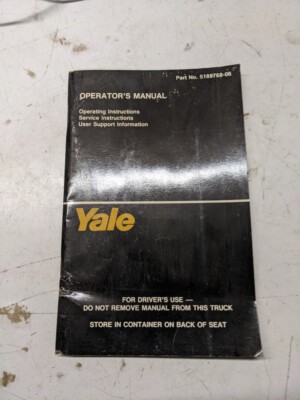 Part No. 5189768-06
OPERATOR'S MANUAL
Operating Instructions
Service Instructions
User Support Information
Yale
FOR DRIVER'S USE —
DO NOT REMOVE MANUAL FROM THIS TRUCK
STORE IN CONTAINER ON BACK OF SEAT